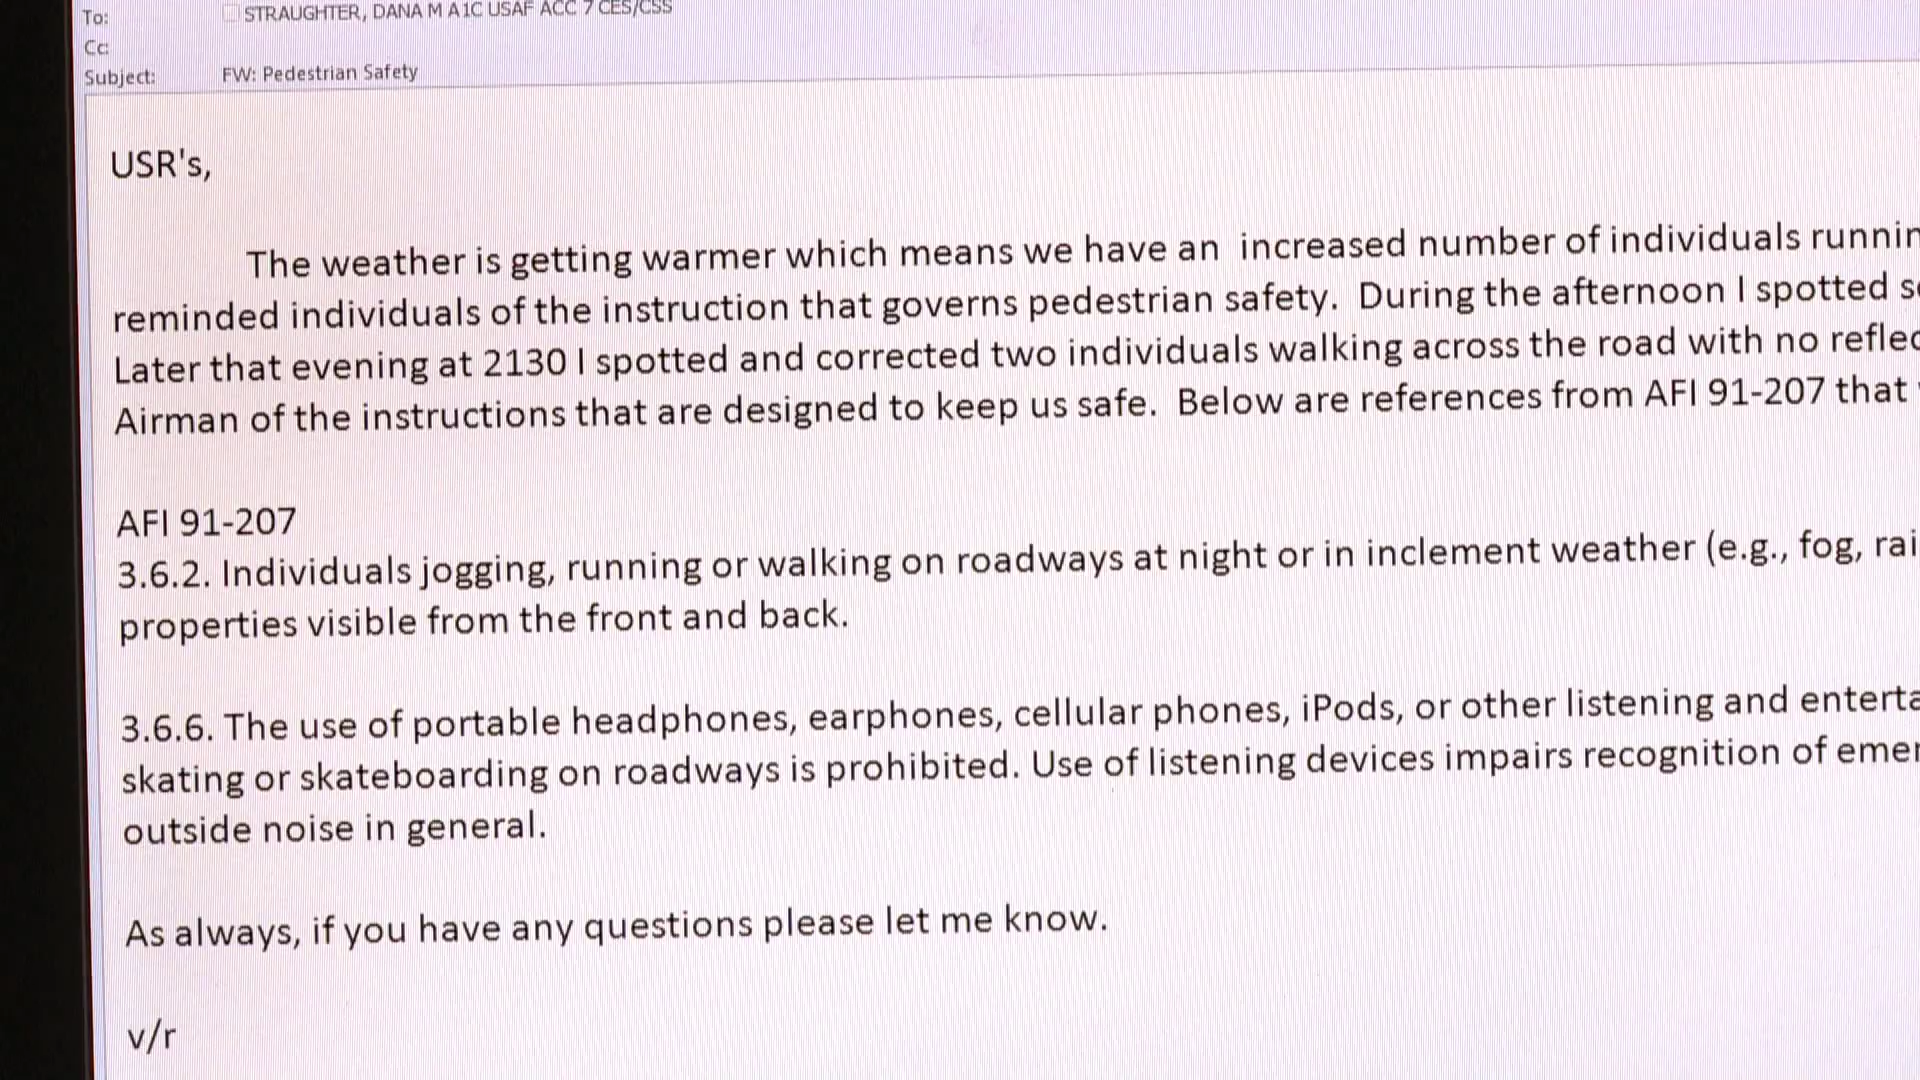 To: STRAUGHTER, DANA M A1C USAF ACC 7 CES/CSS
Cc:
Subject: FW: Pedestrian Safety
USR's,
The weather is getting warmer which means we have an increased number of individuals
reminded individuals of the instruction that governs pedestrian safety. During the afternoon I spotted
Later that evening at 2130 I spotted and corrected two individuals walking across the road with no
Airman of the instructions that are designed to keep us safe. Below are references from AFI 91-207 that
AFI 91-207
3.6.2. Individuals jogging, running or walking on roadways at night or in inclement weather (e.g., fog,
properties visible from the front and back.
3.6.6. The use of portable headphones, earphones, cellular phones, iPods, or other listening and
skating or skateboarding on roadways is prohibited. Use of listening devices impairs recognition of
outside noise in general.
As always, if you have any questions please let me know.
v/r